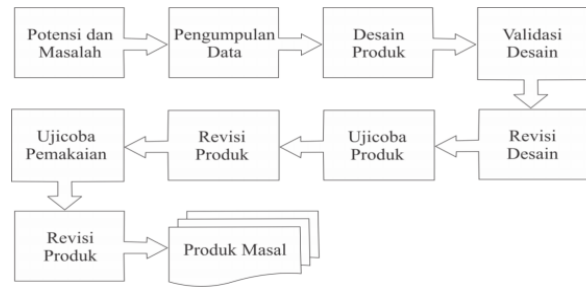 Potensi dan
Masalah
Pengumpulan
Data
Desain
Produk
Validasi
Desain
Revisi
Desain
Ujicoba
Produk
Revisi
Produk
Ujicoba
Pemakaian
Revisi
Produk
Produk Masal